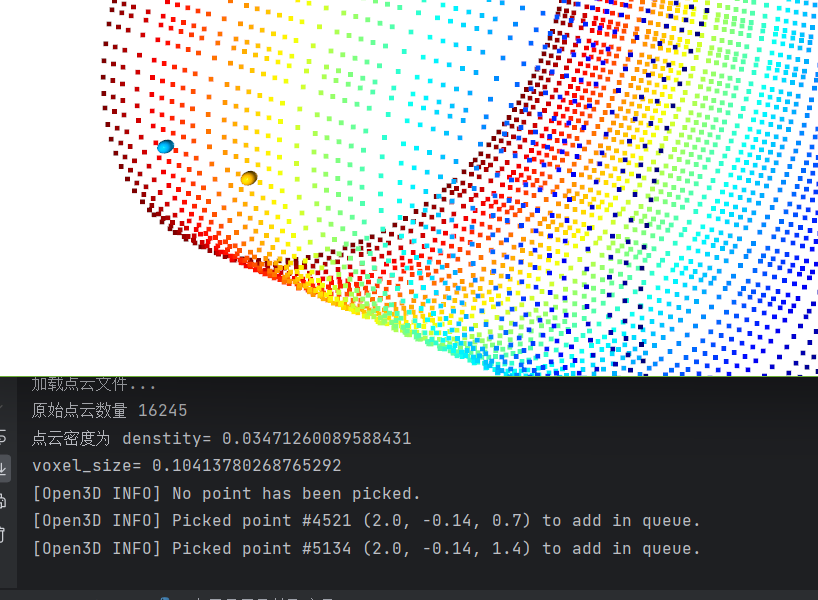 加载点云文件...
原始点云数量 16245
点云密度为 denstity= 0.03471260089588431
voxel_size= 0.10413780268765292
[Open3D INFO] No point has been picked.
[Open3D INFO] Picked point #4521 (2.0, -0.14, 0.7) to add in queue.
[Open3D INFO] Picked point #5134 (2.0, -0.14, 1.4) to add in queue.